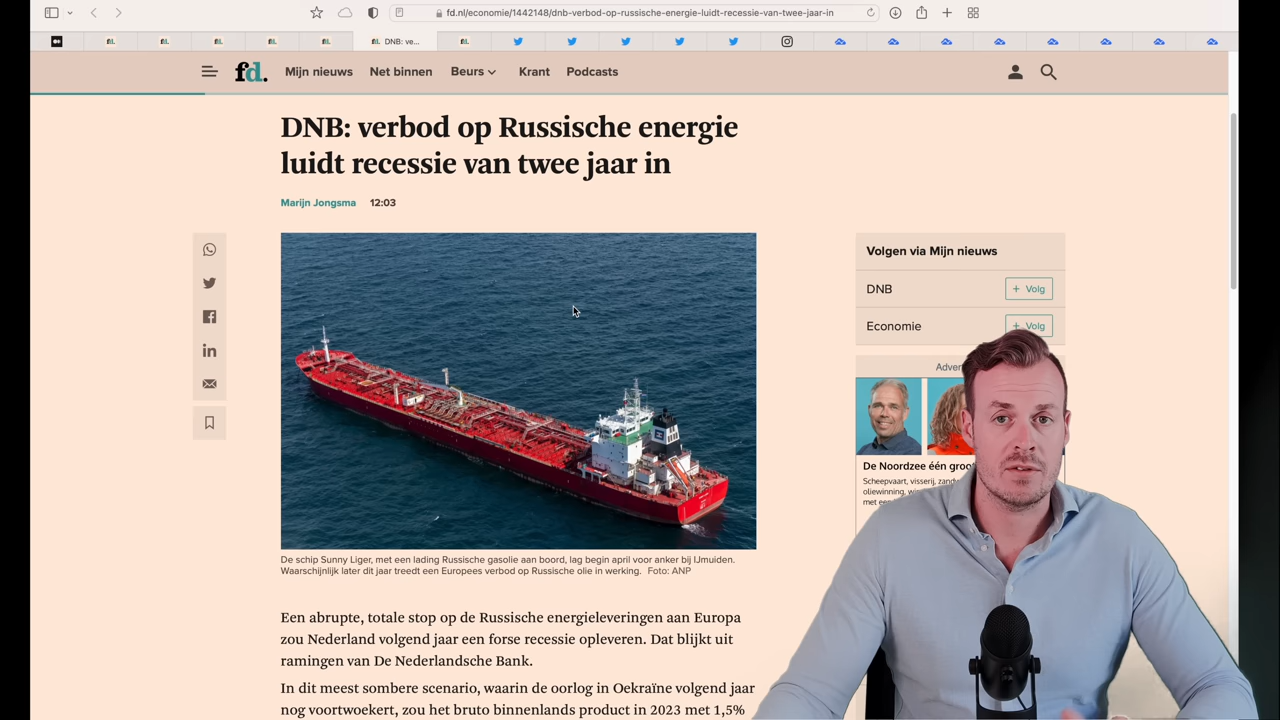 fd.nl/economie/1442148/dnb-verbod-op-russische-energie-luidt-recessie-van-twee-jaar-in
DNB: ve...
fd.
Mijn nieuws
Net binnen
Beurs
Krant
Podcasts
DNB: verbod op Russische energie
luidt recessie van twee jaar in
Marijn Jongsma 12:03
De schip Sunny Liger, met een lading Russische gasolie aan boord, lag begin april voor anker bij IJmuiden.
Waarschijnlijk later dit jaar treedt een Europees verbod op Russische olie in werking. Foto: ANP
Een abrupte, totale stop op de Russische energieleveringen aan Europa
zou Nederland volgend jaar een forse recessie opleveren. Dat blijkt uit
ramingen van De Nederlandsche Bank.
In dit meest sombere scenario, waarin de oorlog in Oekraïne volgend jaar
nog voortwoekert, zou het bruto binnenlands product in 2023 met 1,5%
Volgen via Mijn nieuws
DNB
+ Volg
Economie
+ Volg
De Noordzee één
Scheepvaart, visserij,
oliewinning,
met